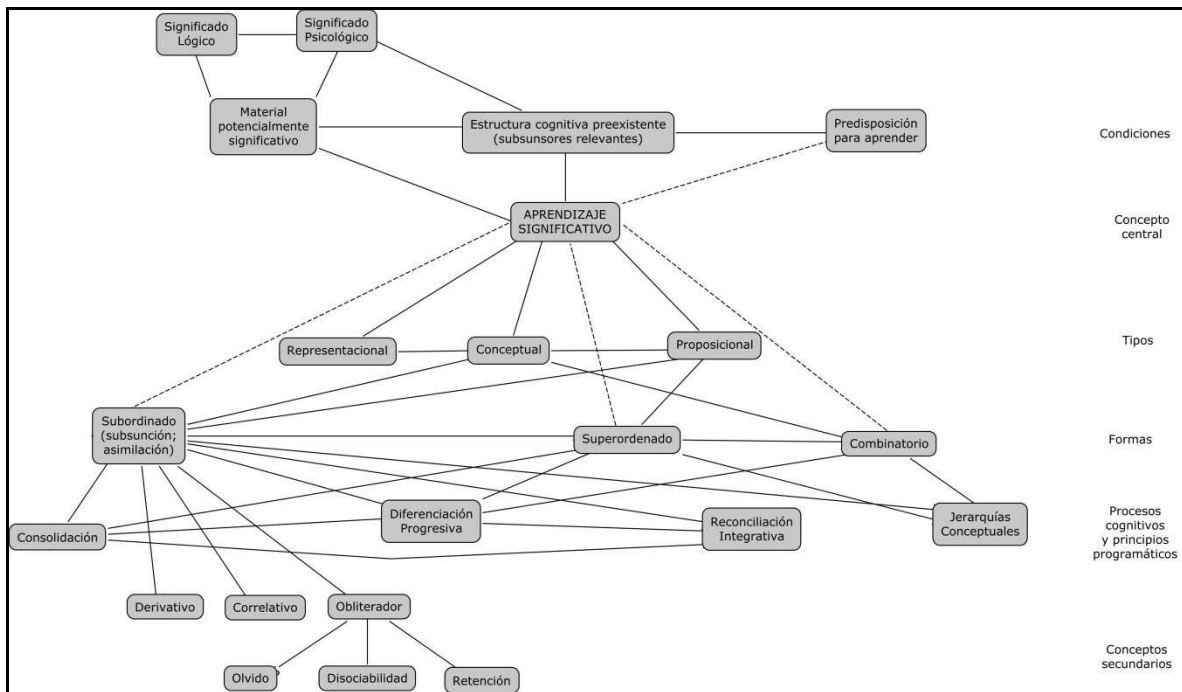 Significado
Lógico
Significado
Psicológico
Material
potencialmente
significativo
Estructura cognitiva preexistente
(subsunsores relevantes)
Predisposición
para aprender
Condiciones
APRENDIZAJE
SIGNIFICATIVO
Concepto
central
Representacional
Conceptual
Proposicional
Tipos
Subordinado
(subsunción;
asimilación)
Superordenado
Combinatorio
Formas
Consolidación
Diferenciación
Progresiva
Reconciliación
Integrativa
Jerarquías
Conceptuales
Procesos
cognitivos
y principios
programáticos
Derivativo
Correlativo
Obliterador
Olvido
Disociabilidad
Retención
Conceptos
secundarios